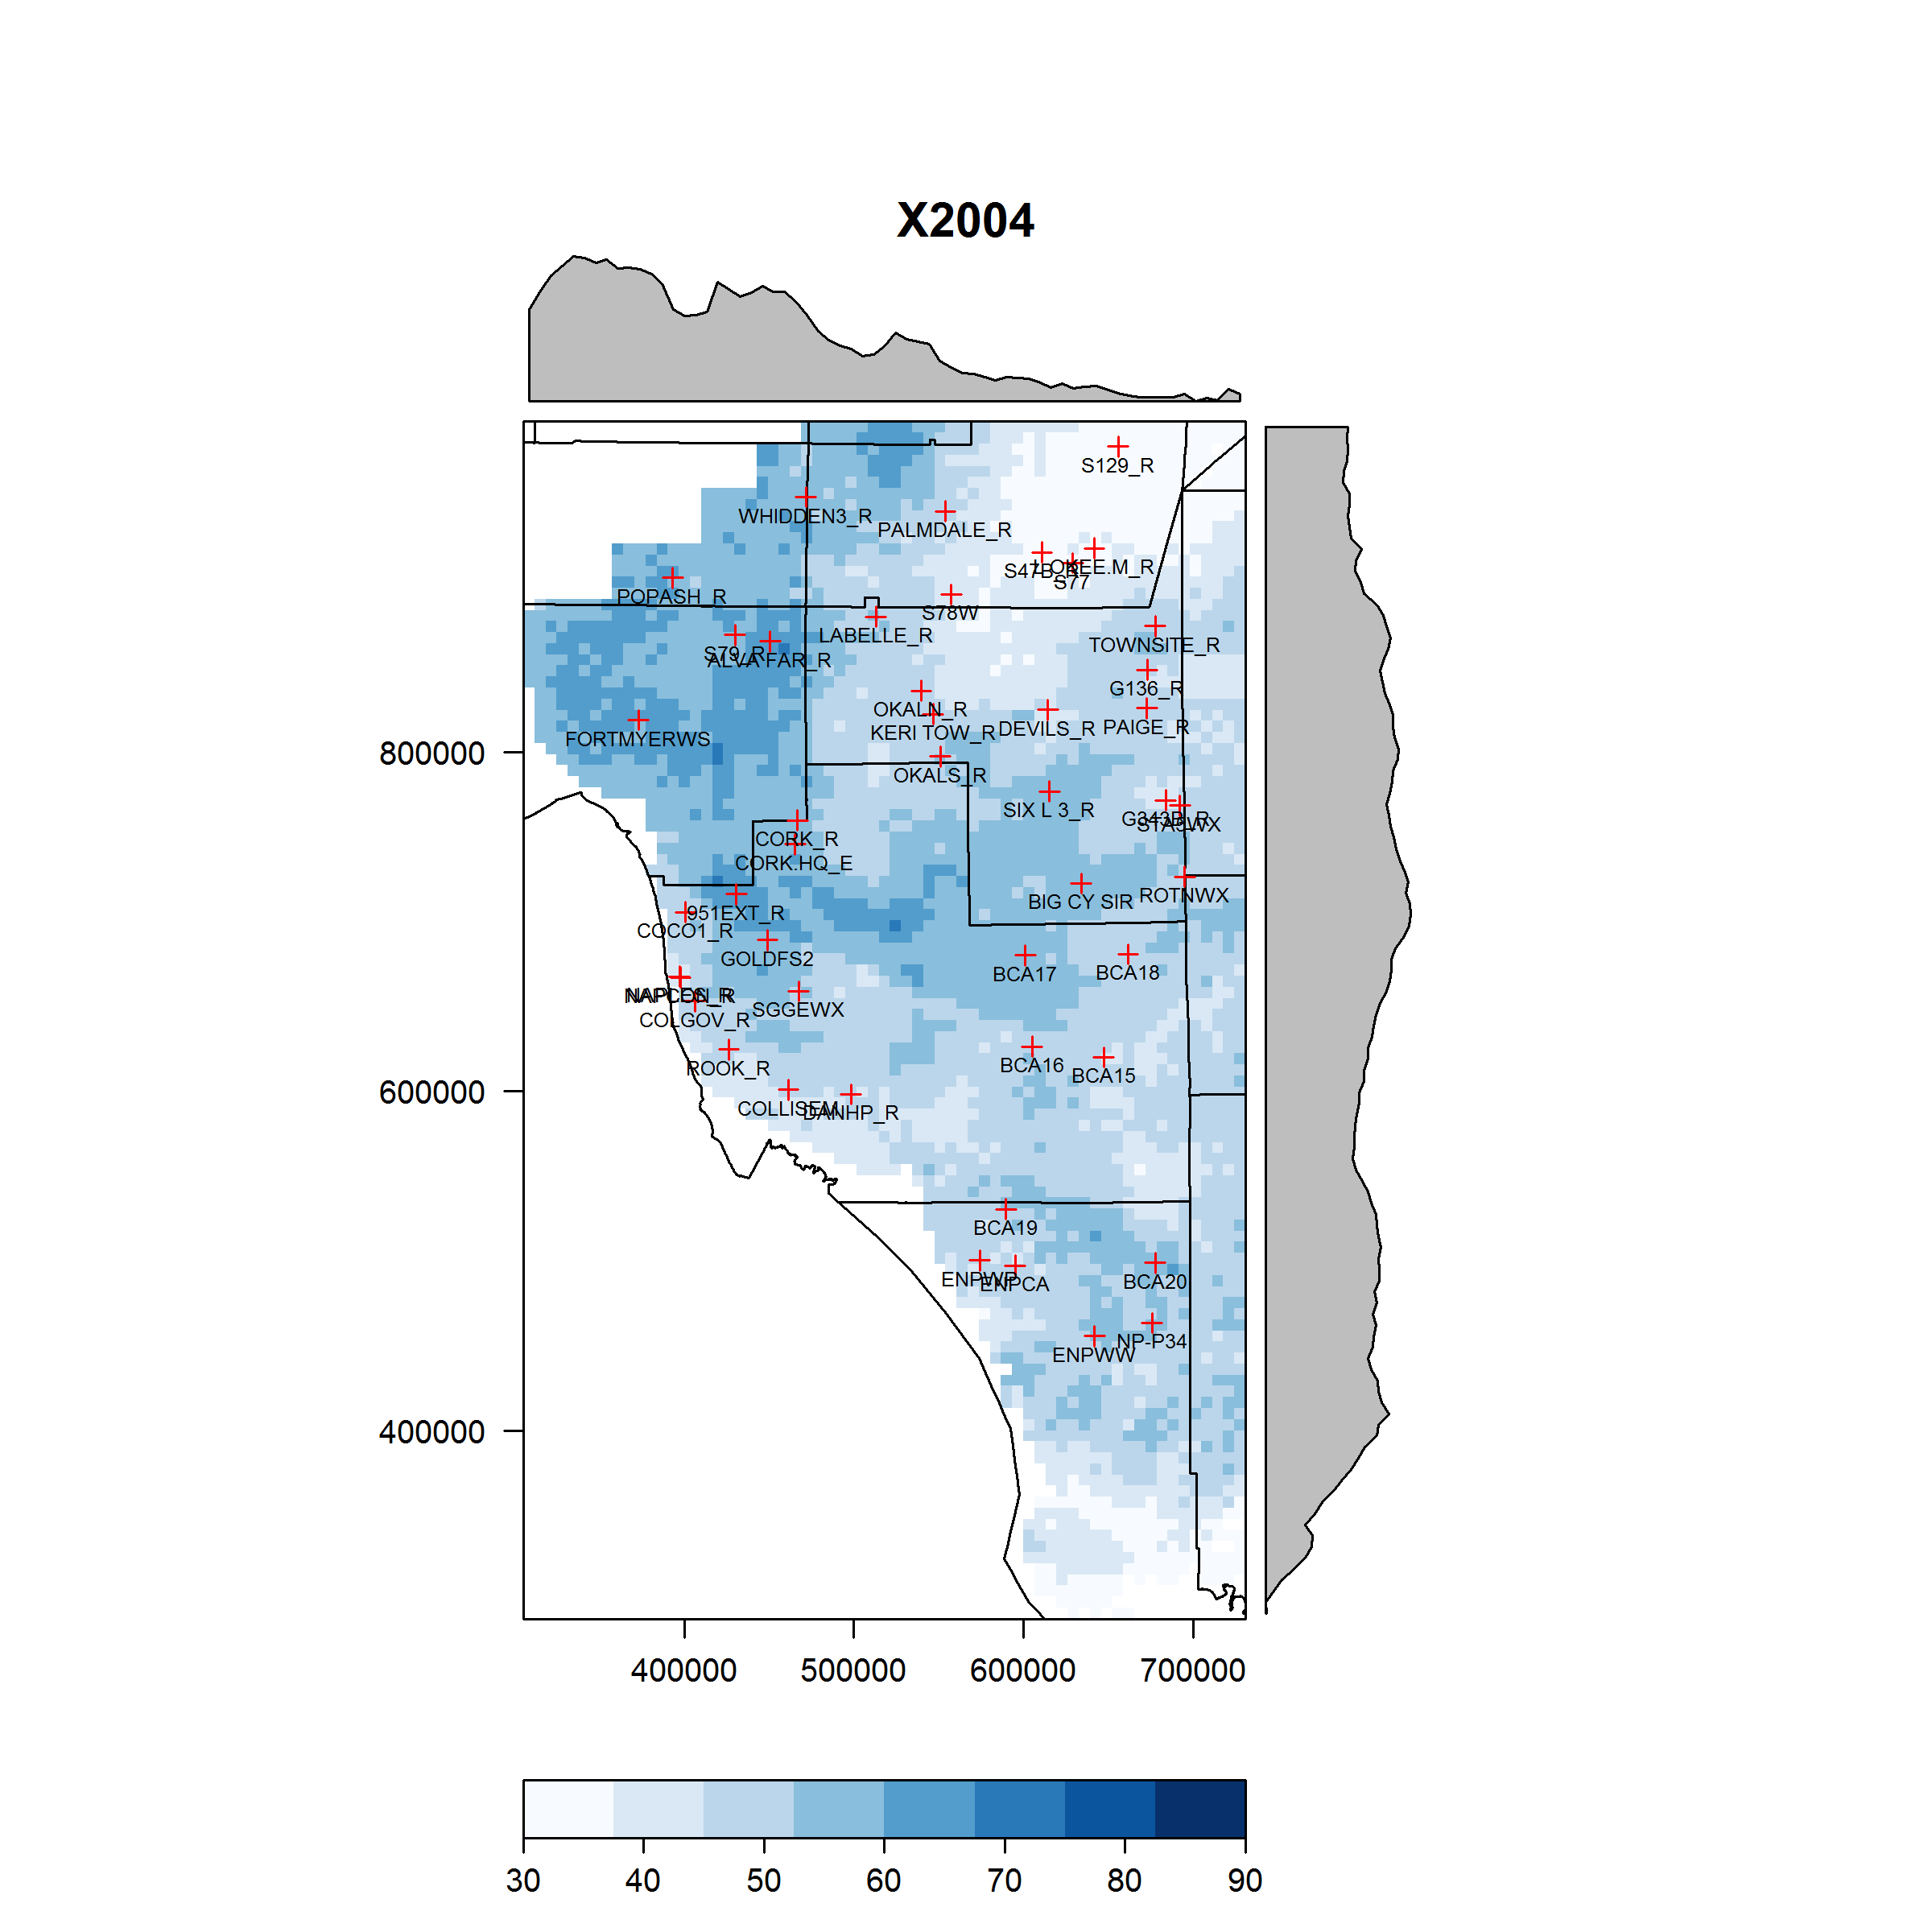 X2004
S129_R
WHIDDEN3_R
PALMDALE_R
L OKEE.M_R
S47B_R
S77
POPASH_R
S78W
LABELLE_R
TOWNSITE_R
S79_R
ALVA FAR_R
G136_R
OKALN_R
PAIGE_R
DEVILS_R
KERI TOW_R
FORTMYERWS
800000
OKALS_R
SIX L 3_R
G343B_R
STA5WX
CORK_R
CORK.HQ_E
ROTNWX
BIG CY SIR
951EXT_R
COCO1_R
GOLDFS2
BCA18
BCA17
NAPLES_R
NAPCON_R
SGGEWX
COLGOV_R
BCA16
ROOK_R
BCA15
600000
COLLISEM
DANHP_R
BCA19
ENPWP
BCA20
ENPCA
NP-P34
ENPWW
400000
400000 500000 600000 700000
30 40 50 60 70 80 90